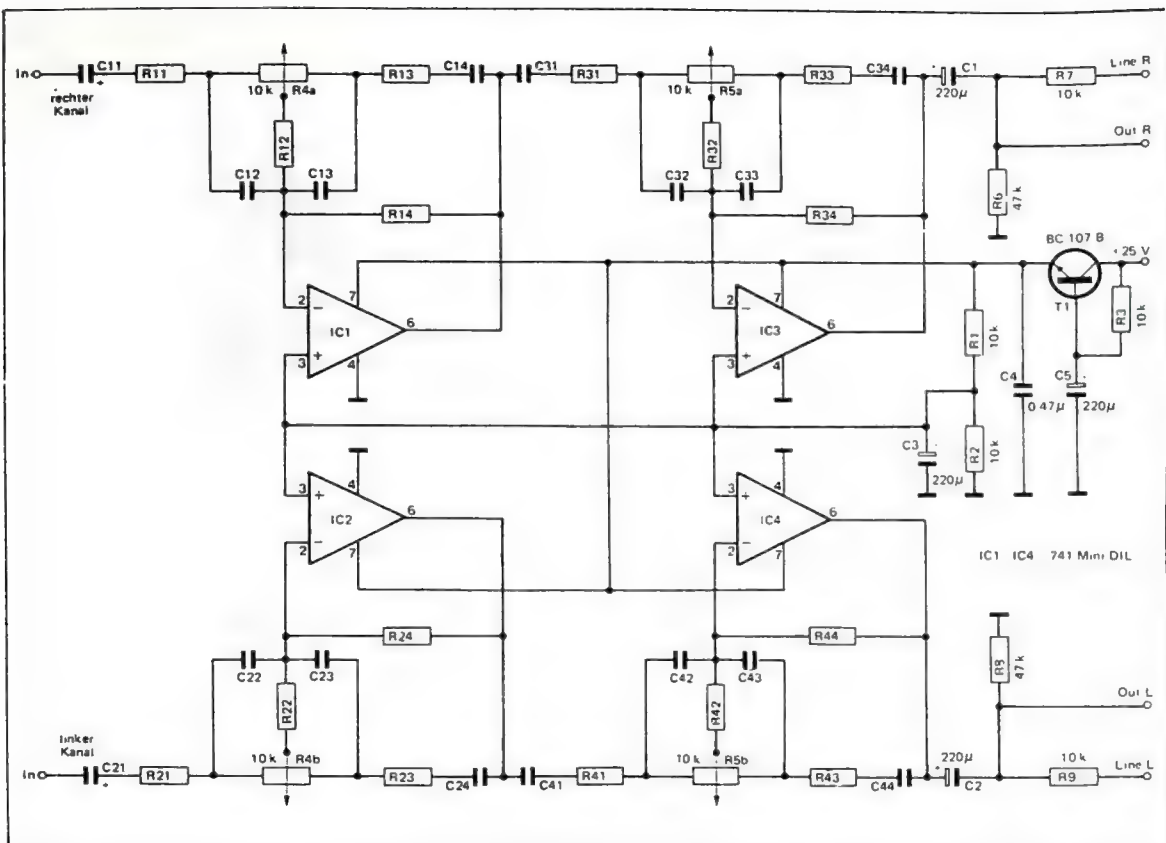 In C11 + R11 R13 C14 C31 R31 R33 C34 C1 R7 Line R
rechter Kanal
10 k R4a 10 k R5a 220µ 10 k
Out R
R12 R32
C12 C13 C32 C33
R14 R34
R6 47 k
BC 107 B
+25 V
T1
R3 10 k
2 − 7 6 IC1 3 + 4
2 − 7 6 IC3 3 + 4
R1 10 k
C4 0.47µ
C5 220µ
C3 220µ
R2 10 k
3 + 4 6 IC2 2 − 7
3 + 4 6 IC4 2 − 7
IC1 IC4 741 Mini DIL
R24 R44
C22 C23 C42 C43
R22 R42
R8 47 k
Out L
linker Kanal
10 k R4b 10 k R5b 220µ 10 k
In C21 + R21 R23 C24 C41 R41 R43 C44 C2 R9 Line L